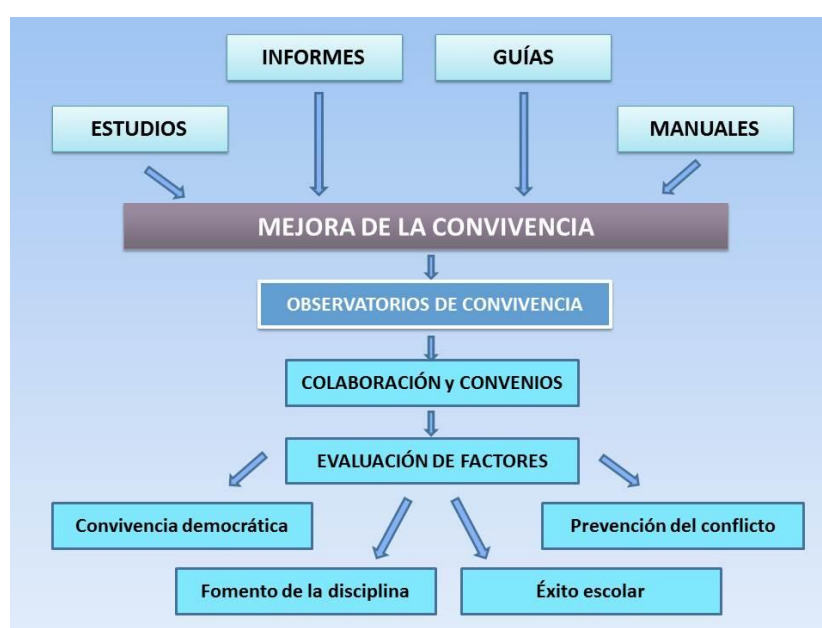 INFORMES
GUÍAS
ESTUDIOS
MANUALES
MEJORA DE LA CONVIVENCIA
OBSERVATORIOS DE CONVIVENCIA
COLABORACIÓN y CONVENIOS
EVALUACIÓN DE FACTORES
Convivencia democrática
Prevención del conflicto
Fomento de la disciplina
Éxito escolar